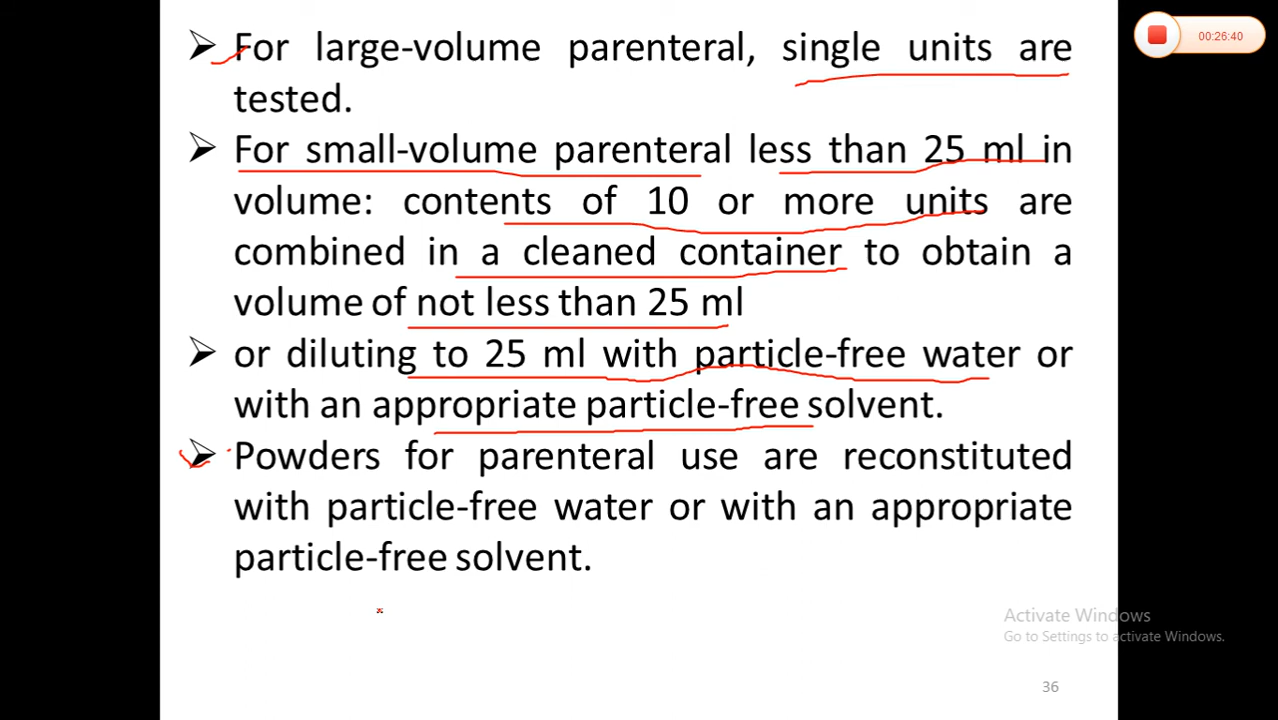 00:26:40
➢ For large-volume parenteral, single units are
tested.
➢ For small-volume parenteral less than 25 ml in
volume: contents of 10 or more units are
combined in a cleaned container to obtain a
volume of not less than 25 ml
➢ or diluting to 25 ml with particle-free water or
with an appropriate particle-free solvent.
➢ Powders for parenteral use are reconstituted
with particle-free water or with an appropriate
particle-free solvent.
Activate Windows
Go to Settings to activate Windows.
36